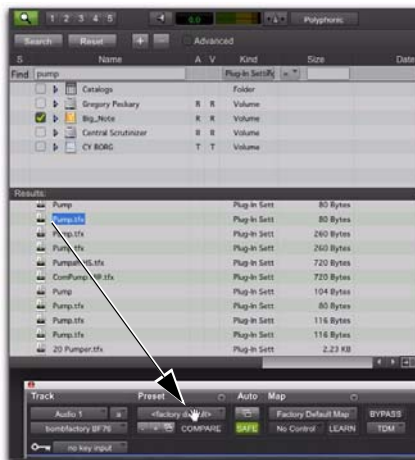 1 2 3 4 5 0.0 Polyphonic
Search Reset Advanced
S Name A V Kind Size Date
Find pump Plug-In Settin
Catalogs Folder
Gregory Peckary R R Volume
Big_Note R R Volume
Central Scrutinizer R R Volume
CY BORG T T Volume
Results:
Pump Plug-In Sett 80 Bytes
Pump.tfx Plug-In Sett 80 Bytes
Pump.tfx Plug-In Sett 260 Bytes
Pump.tfx Plug-In Sett 260 Bytes
Plug-In Sett 720 Bytes
Plug-In Sett 720 Bytes
Pump Plug-In Sett 104 Bytes
Pump.tfx Plug-In Sett 80 Bytes
Pump.tfx Plug-In Sett 116 Bytes
Pump.tfx Plug-In Sett 116 Bytes
20 Pumper.tfx Plug-In Sett 2.23 KB
Track Preset Auto Map
Audio 1 a <factory default> Factory Default Map BYPASS
bombfactory BF76 - + COMPARE SAFE No Control LEARN TDM
no key input